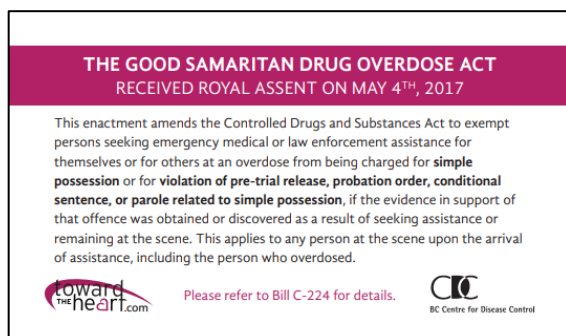 THE GOOD SAMARITAN DRUG OVERDOSE ACT
RECEIVED ROYAL ASSENT ON MAY 4TH, 2017
This enactment amends the Controlled Drugs and Substances Act to exempt
persons seeking emergency medical or law enforcement assistance for
themselves or for others at an overdose from being charged for simple
possession or for violation of pre-trial release, probation order, conditional
sentence, or parole related to simple possession, if the evidence in support of
that offence was obtained or discovered as a result of seeking assistance or
remaining at the scene. This applies to any person at the scene upon the arrival
of assistance, including the person who overdosed.
toward
THE heart.com
Please refer to Bill C-224 for details.
CDC
BC Centre for Disease Control